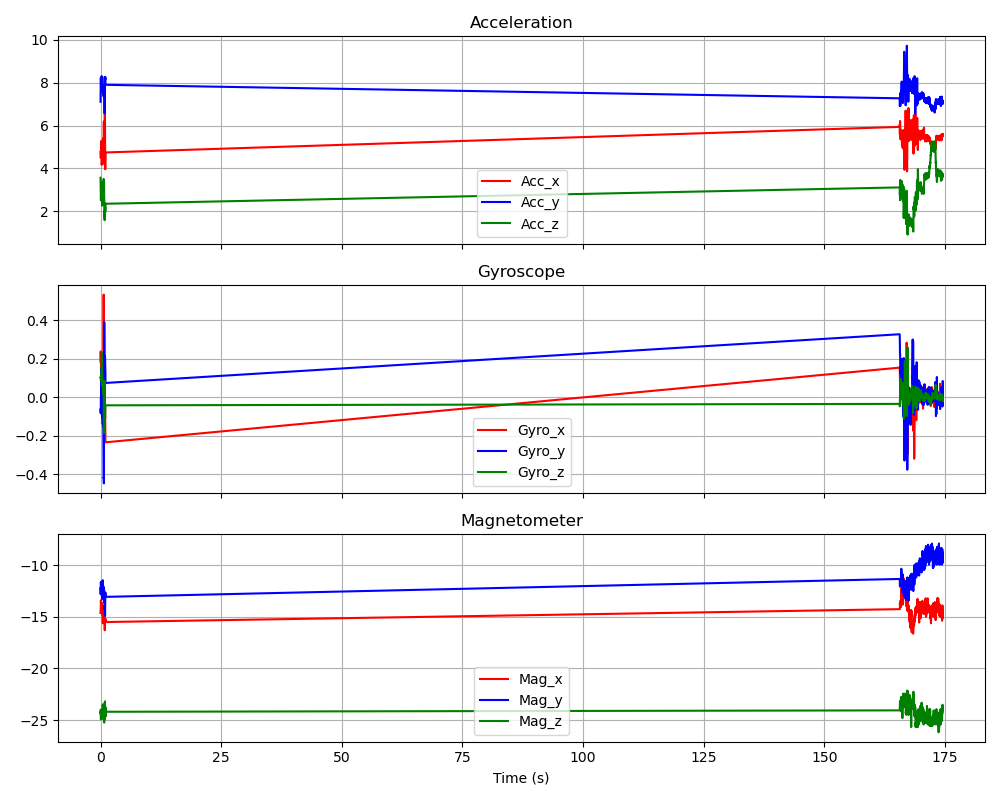 Acceleration
10
8
6
4
2
Acc_x
Acc_y
Acc_z
Gyroscope
0.4
0.2
0.0
−0.2
−0.4
Gyro_x
Gyro_y
Gyro_z
Magnetometer
−10
−15
−20
−25
Mag_x
Mag_y
Mag_z
0 25 50 75 100 125 150 175
Time (s)